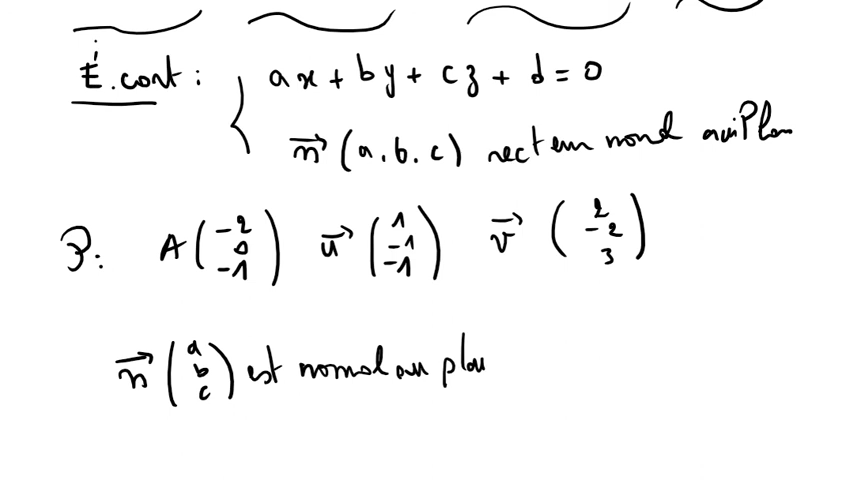 É. cart : { ax + by + cz + d = 0
n⃗ (a. b. c) vecteur normal au Plan
P: A(-2 0 -1) u⃗ (1 -1 -1) v⃗ (2 -2 3)
n⃗ (a b c) est normal au plan